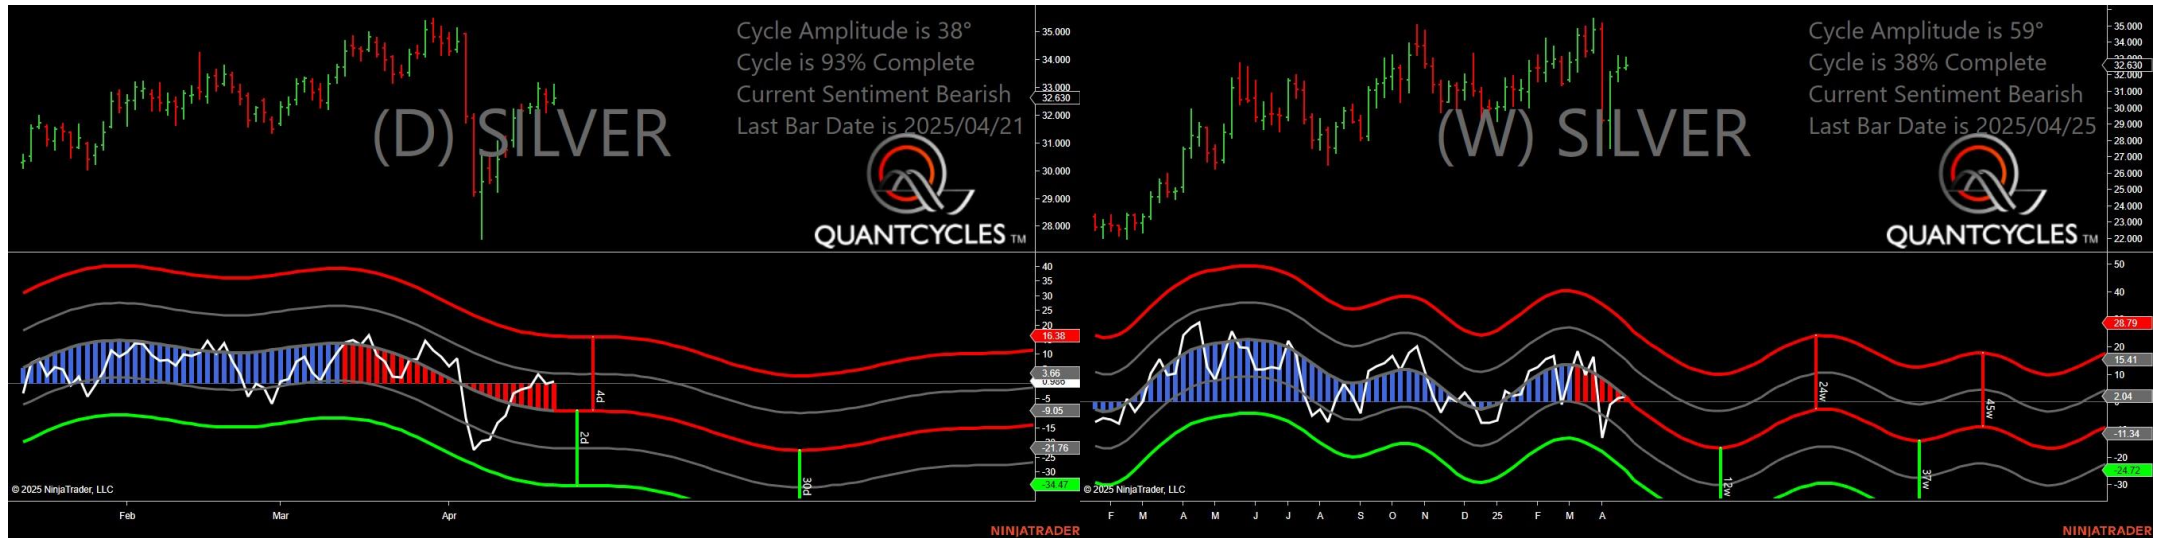 Cycle Amplitude is 38°
Cycle is 93% Complete
Current Sentiment Bearish
Last Bar Date is 2025/04/21
(D) SILVER
QUANTCYCLES TM
35.000
34.000
33.000
32.630
32.000
31.000
30.000
29.000
28.000
40
35
30
25
20
16.38
10
3.66
0.986
-5
-9.05
-15
-21.76
-25
-30
-34.47
4d
2d
30d
© 2025 NinjaTrader, LLC
Feb Mar Apr
NINJATRADER
Cycle Amplitude is 59°
Cycle is 38% Complete
Current Sentiment Bearish
Last Bar Date is 2025/04/25
(W) SILVER
QUANTCYCLES TM
35.000
34.000
33.000
32.630
32.000
31.000
30.000
29.000
28.000
27.000
26.000
25.000
24.000
23.000
22.000
50
40
28.79
20
15.41
10
2.04
-11.34
-20
-24.72
-30
24w
45w
12w
37w
© 2025 NinjaTrader, LLC
F M A M J J A S O N D 25 F M A
NINJATRADER